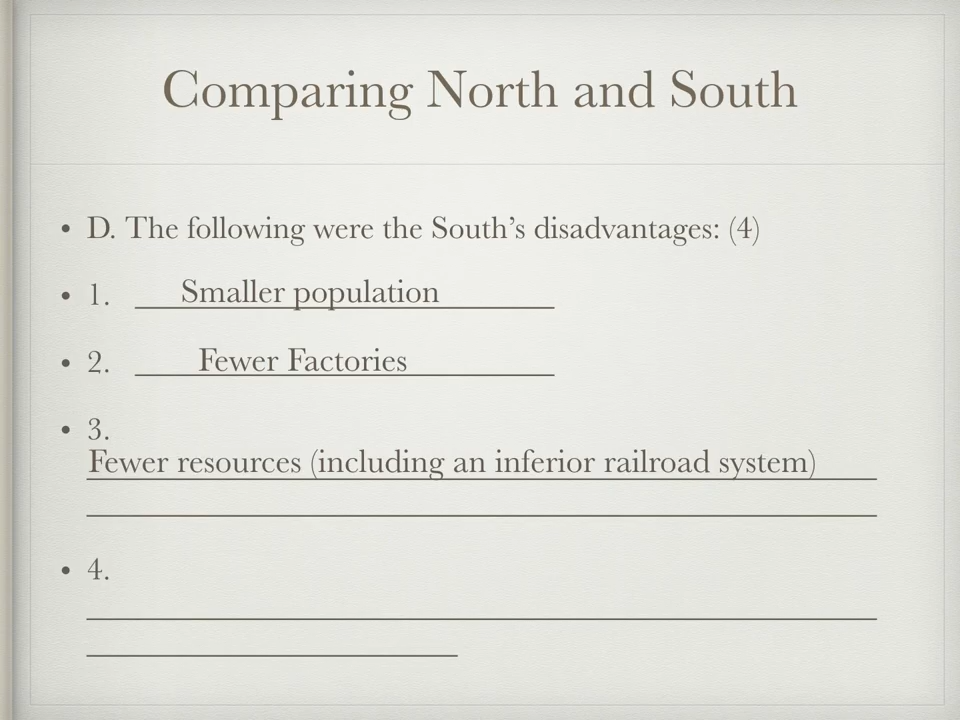 Comparing North and South
• D. The following were the South’s disadvantages: (4)
• 1. Smaller population
• 2. Fewer Factories
• 3.
Fewer resources (including an inferior railroad system)
• 4.